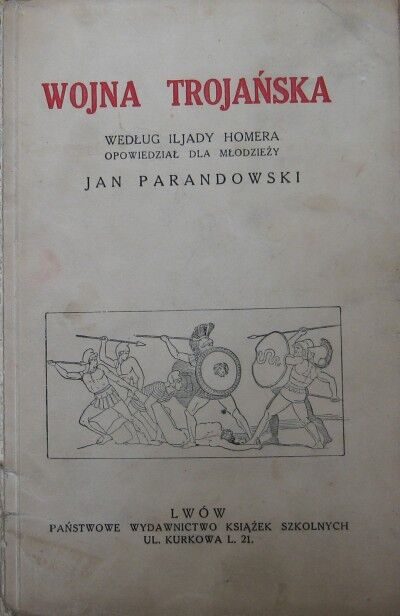 WOJNA TROJAŃSKA
WEDŁUG ILJADY HOMERA
OPOWIEDZIAŁ DLA MŁODZIEŻY
JAN PARANDOWSKI
LWÓW
PAŃSTWOWE WYDAWNICTWO KSIĄŻEK SZKOLNYCH
UL. KURKOWA L. 21.